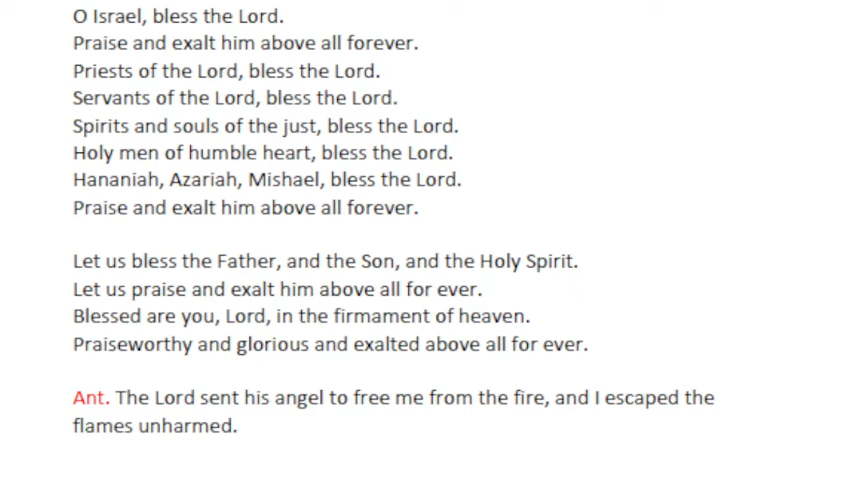 O Israel, bless the Lord.
Praise and exalt him above all forever.
Priests of the Lord, bless the Lord.
Servants of the Lord, bless the Lord.
Spirits and souls of the just, bless the Lord.
Holy men of humble heart, bless the Lord.
Hananiah, Azariah, Mishael, bless the Lord.
Praise and exalt him above all forever.
Let us bless the Father, and the Son, and the Holy Spirit.
Let us praise and exalt him above all for ever.
Blessed are you, Lord, in the firmament of heaven.
Praiseworthy and glorious and exalted above all for ever.
Ant. The Lord sent his angel to free me from the fire, and I escaped the
flames unharmed.